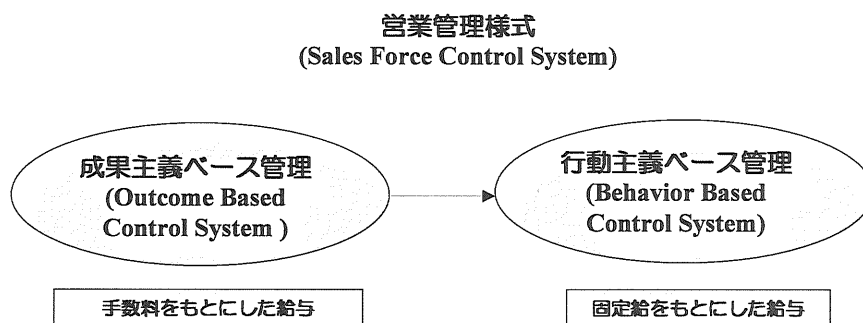 営業管理様式
(Sales Force Control System)
成果主義ベース管理
(Outcome Based
Control System )
行動主義ベース管理
(Behavior Based
Control System)
手数料をもとにした給与
固定給をもとにした給与